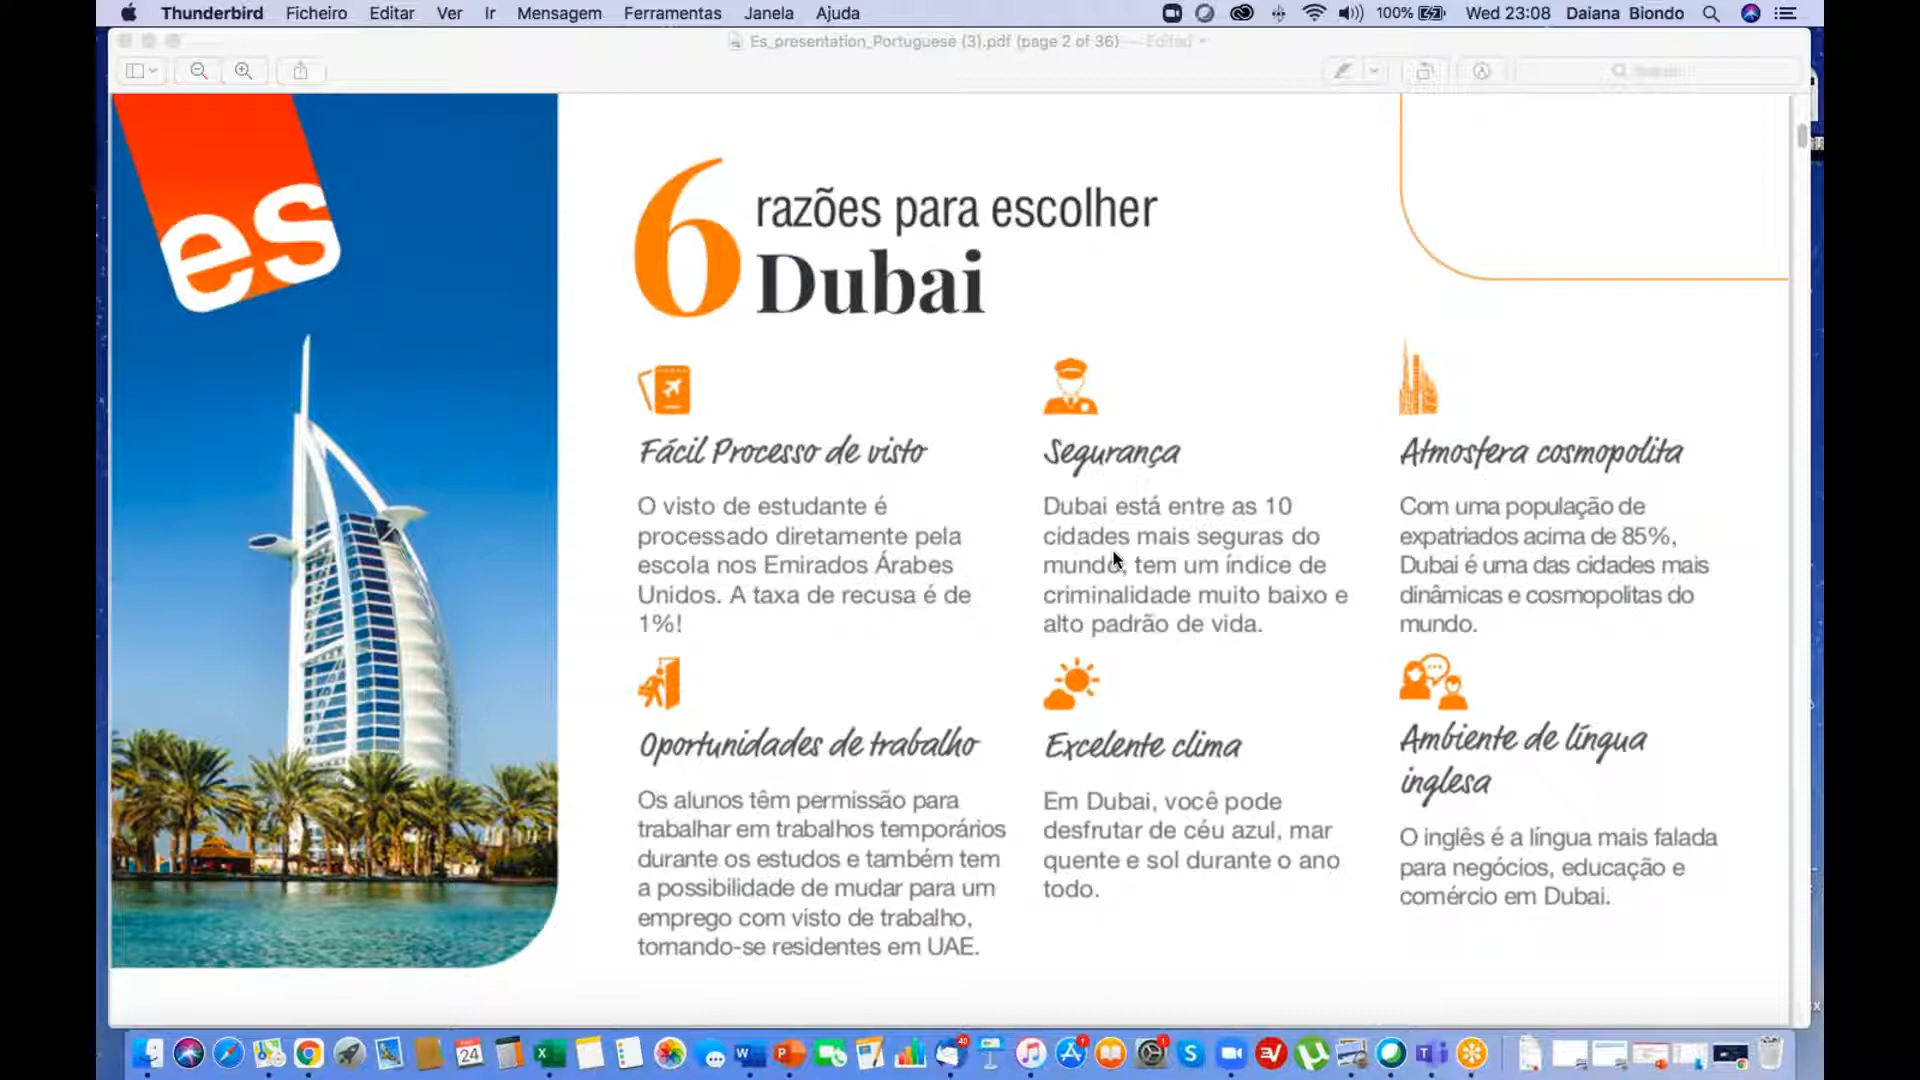 Thunderbird Ficheiro Editar Ver Ir Mensagem Ferramentas Janela Ajuda 100% Wed 23:08 Daiana Biondo
Es_presentation_Portuguese (3).pdf (page 2 of 36) — Edited
es
6 razões para escolher
Dubai
Fácil Processo de visto
O visto de estudante é
processado diretamente pela
escola nos Emirados Árabes
Unidos. A taxa de recusa é de
1%!
Segurança
Dubai está entre as 10
cidades mais seguras do
mundo, tem um índice de
criminalidade muito baixo e
alto padrão de vida.
Atmosfera cosmopolita
Com uma população de
expatriados acima de 85%,
Dubai é uma das cidades mais
dinâmicas e cosmopolitas do
mundo.
Oportunidades de trabalho
Os alunos têm permissão para
trabalhar em trabalhos temporários
durante os estudos e também tem
a possibilidade de mudar para um
emprego com visto de trabalho,
tornando-se residentes em UAE.
Excelente clima
Em Dubai, você pode
desfrutar de céu azul, mar
quente e sol durante o ano
todo.
Ambiente de língua
inglesa
O inglês é a língua mais falada
para negócios, educação e
comércio em Dubai.
24
40
1
1